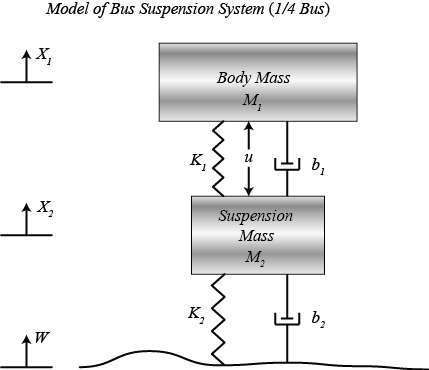 Model of Bus Suspension System (1/4 Bus)
X₁
Body Mass
M₁
K₁
u
b₁
X₂
Suspension
Mass
M₂
K₂
b₂
W